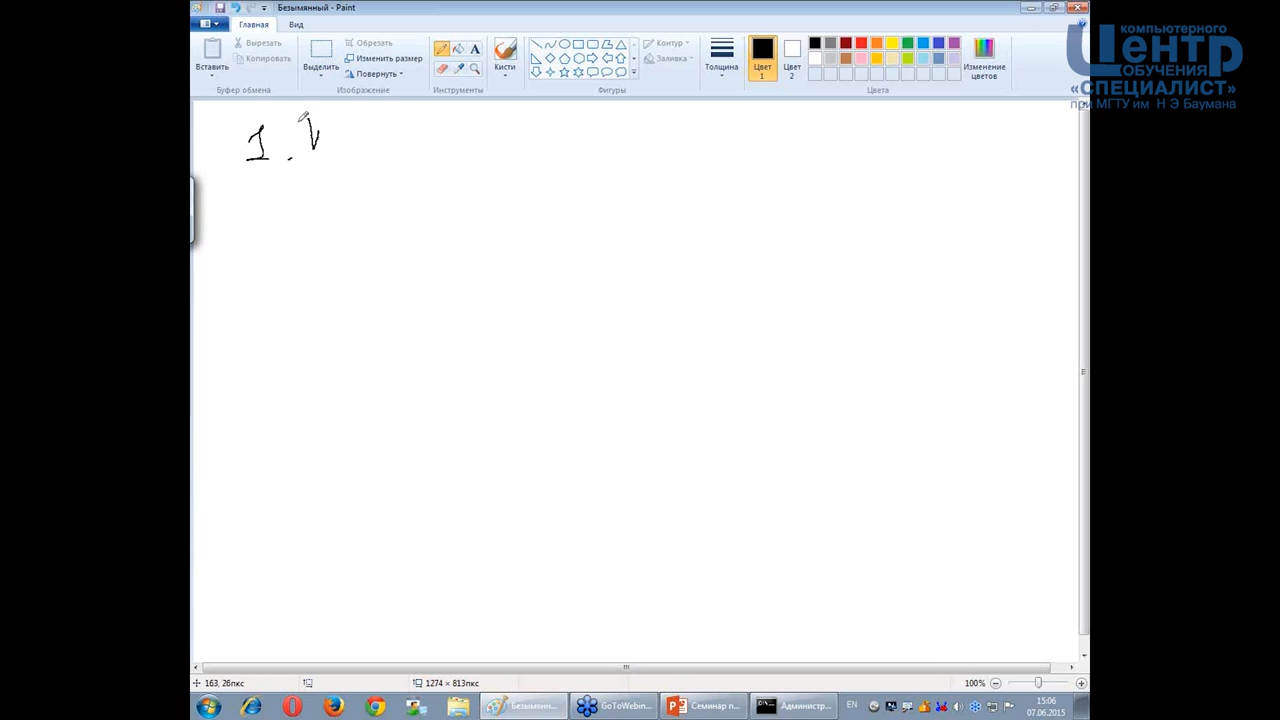 Безымянный - Paint
Главная Вид
Вставить
Вырезать
Копировать
Буфер обмена
Выделить
Обрезать
Изменить размер
Повернуть
Изображение
Инструменты
Кисти
Контур
Заливка
Фигуры
Толщина
Цвет 1
Цвет 2
Изменение цветов
Цвета
компьютерного
Центр
ОБУЧЕНИЯ
«СПЕЦИАЛИСТ»
при МГТУ им Н Э Баумана
1.
163, 26пкс
1274 × 813пкс
100%
Безымянн...
GoToWebin...
Семинар п...
Администр...
EN
15:06
07.06.2015